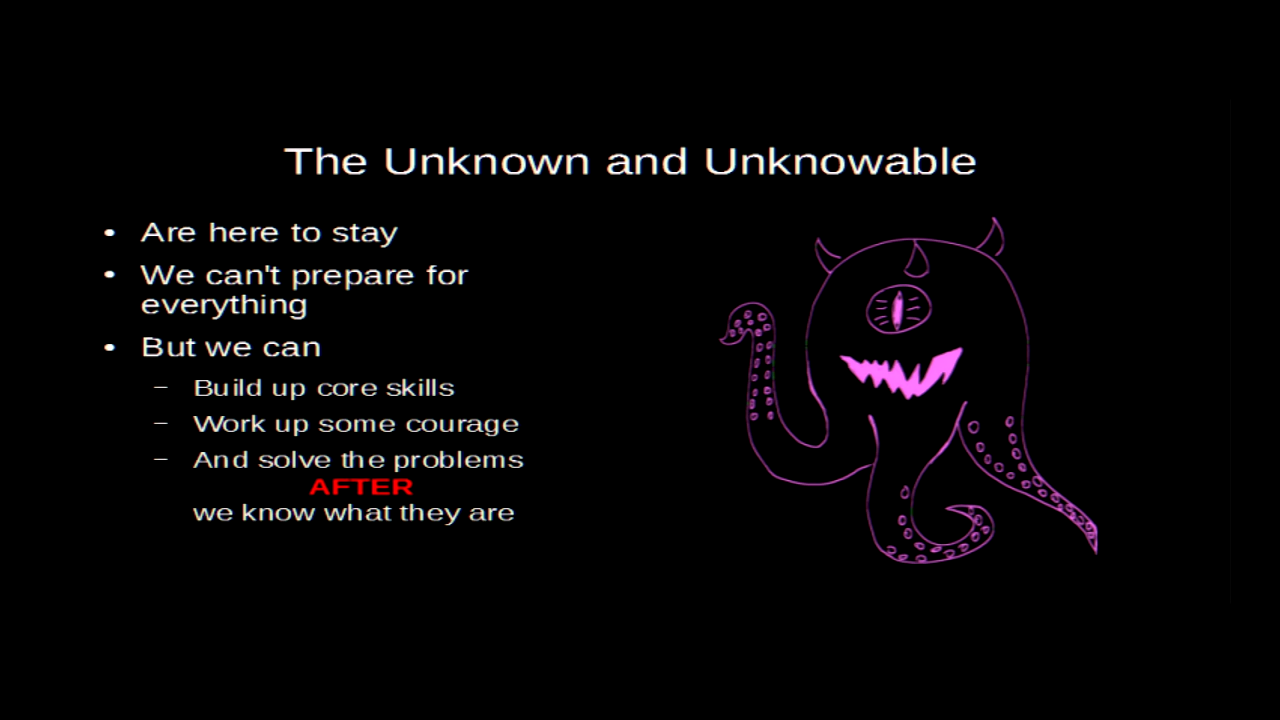 The Unknown and Unknowable
• Are here to stay
• We can't prepare for
everything
• But we can
– Build up core skills
– Work up some courage
– And solve the problems
AFTER
we know what they are